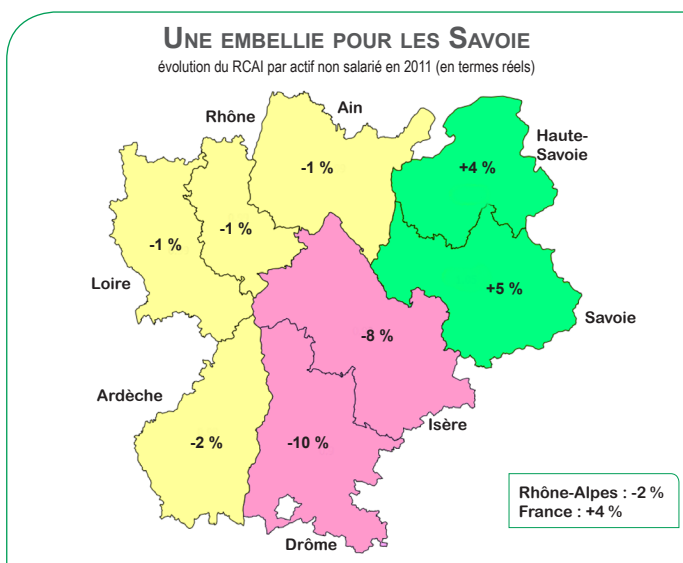 UNE EMBELLIE POUR LES SAVOIE
évolution du RCAI par actif non salarié en 2011 (en termes réels)
Ain
Rhône
Haute-
Savoie
-1 %
+4 %
-1 %
-1 %
Loire
+5 %
Savoie
-8 %
Ardèche
Isère
-2 %
-10 %
Drôme
Rhône-Alpes : -2 %
France : +4 %